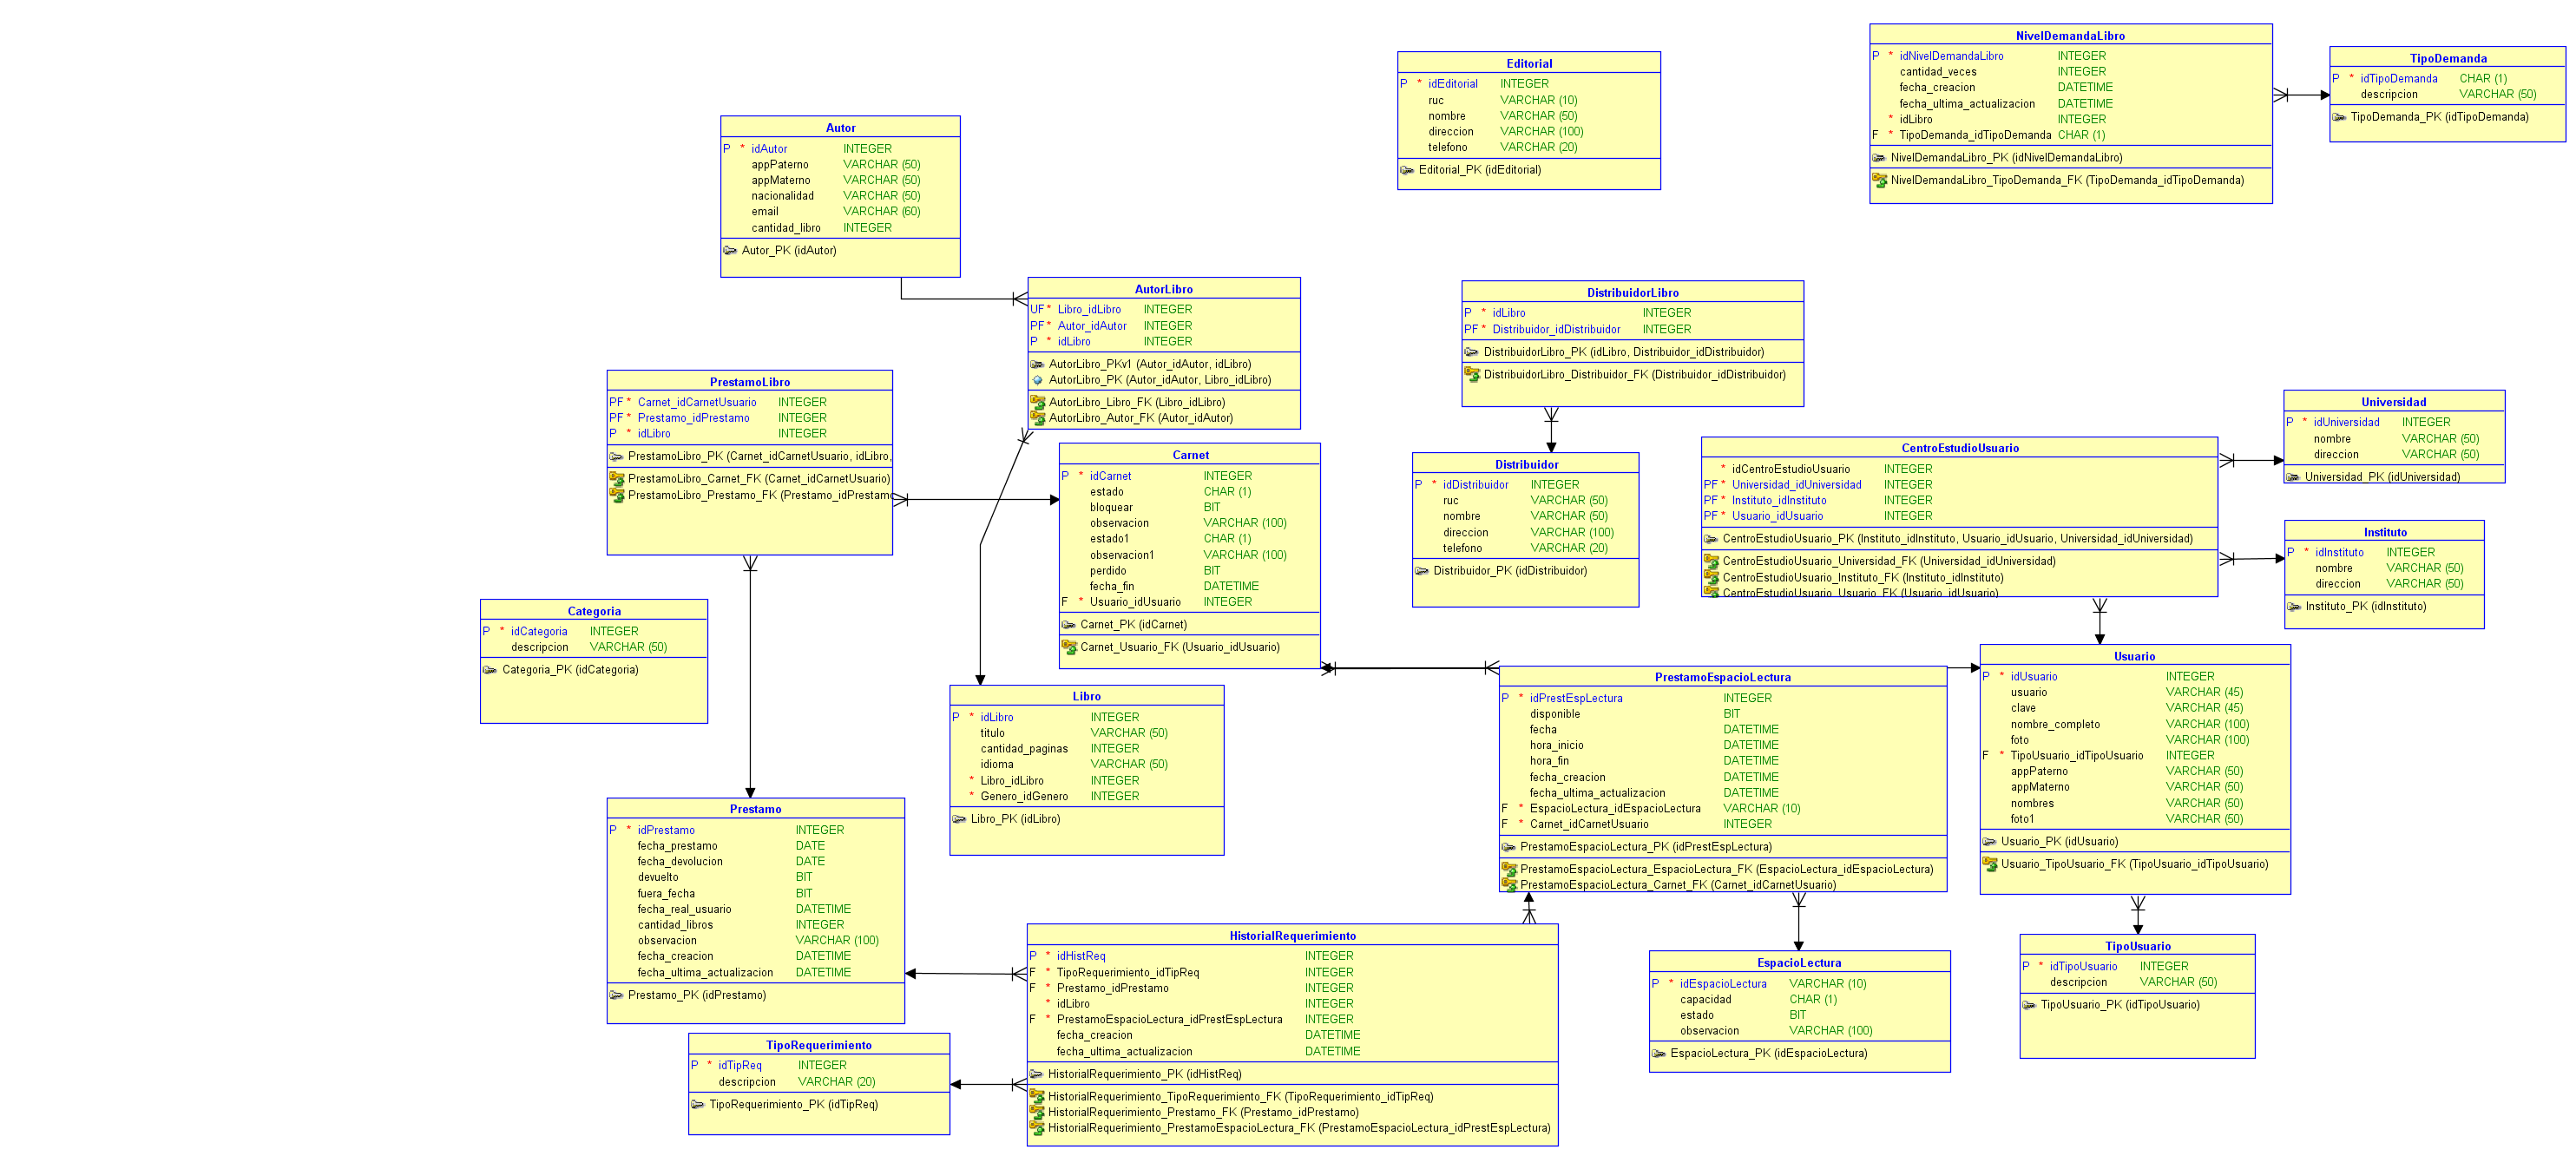 Editorial
P * idEditorial INTEGER
ruc VARCHAR (10)
nombre VARCHAR (50)
direccion VARCHAR (100)
telefono VARCHAR (20)
Editorial_PK (idEditorial)
NivelDemandaLibro
P * idNivelDemandaLibro INTEGER
cantidad_veces INTEGER
fecha_creacion DATETIME
fecha_ultima_actualizacion DATETIME
* idLibro INTEGER
F * TipoDemanda_idTipoDemanda CHAR (1)
NivelDemandaLibro_PK (idNivelDemandaLibro)
NivelDemandaLibro_TipoDemanda_FK (TipoDemanda_idTipoDemanda)
TipoDemanda
P * idTipoDemanda CHAR (1)
descripcion VARCHAR (50)
TipoDemanda_PK (idTipoDemanda)
Autor
P * idAutor INTEGER
appPaterno VARCHAR (50)
appMaterno VARCHAR (50)
nacionalidad VARCHAR (50)
email VARCHAR (60)
cantidad_libro INTEGER
Autor_PK (idAutor)
AutorLibro
UF * Libro_idLibro INTEGER
PF * Autor_idAutor INTEGER
P * idLibro INTEGER
AutorLibro_PKv1 (Autor_idAutor, idLibro)
AutorLibro_PK (Autor_idAutor, Libro_idLibro)
AutorLibro_Libro_FK (Libro_idLibro)
AutorLibro_Autor_FK (Autor_idAutor)
DistribuidorLibro
P * idLibro INTEGER
PF * Distribuidor_idDistribuidor INTEGER
DistribuidorLibro_PK (idLibro, Distribuidor_idDistribuidor)
DistribuidorLibro_Distribuidor_FK (Distribuidor_idDistribuidor)
PrestamoLibro
PF * Carnet_idCarnetUsuario INTEGER
PF * Prestamo_idPrestamo INTEGER
P * idLibro INTEGER
PrestamoLibro_PK (Carnet_idCarnetUsuario, idLibro,
PrestamoLibro_Carnet_FK (Carnet_idCarnetUsuario)
PrestamoLibro_Prestamo_FK (Prestamo_idPrestamo
Carnet
P * idCarnet INTEGER
estado CHAR (1)
bloquear BIT
observacion VARCHAR (100)
estado1 CHAR (1)
observacion1 VARCHAR (100)
perdido BIT
fecha_fin DATETIME
F * Usuario_idUsuario INTEGER
Carnet_PK (idCarnet)
Carnet_Usuario_FK (Usuario_idUsuario)
Distribuidor
P * idDistribuidor INTEGER
ruc VARCHAR (50)
nombre VARCHAR (50)
direccion VARCHAR (100)
telefono VARCHAR (20)
Distribuidor_PK (idDistribuidor)
CentroEstudioUsuario
* idCentroEstudioUsuario INTEGER
PF * Universidad_idUniversidad INTEGER
PF * Instituto_idInstituto INTEGER
PF * Usuario_idUsuario INTEGER
CentroEstudioUsuario_PK (Instituto_idInstituto, Usuario_idUsuario, Universidad_idUniversidad)
CentroEstudioUsuario_Universidad_FK (Universidad_idUniversidad)
CentroEstudioUsuario_Instituto_FK (Instituto_idInstituto)
CentroEstudioUsuario_Usuario_FK (Usuario_idUsuario)
Universidad
P * idUniversidad INTEGER
nombre VARCHAR (50)
direccion VARCHAR (50)
Universidad_PK (idUniversidad)
Instituto
P * idInstituto INTEGER
nombre VARCHAR (50)
direccion VARCHAR (50)
Instituto_PK (idInstituto)
Categoria
P * idCategoria INTEGER
descripcion VARCHAR (50)
Categoria_PK (idCategoria)
Libro
P * idLibro INTEGER
titulo VARCHAR (50)
cantidad_paginas INTEGER
idioma VARCHAR (50)
* Libro_idLibro INTEGER
* Genero_idGenero INTEGER
Libro_PK (idLibro)
PrestamoEspacioLectura
P * idPrestEspLectura INTEGER
disponible BIT
fecha DATETIME
hora_inicio DATETIME
hora_fin DATETIME
fecha_creacion DATETIME
fecha_ultima_actualizacion DATETIME
F * EspacioLectura_idEspacioLectura VARCHAR (10)
F * Carnet_idCarnetUsuario INTEGER
PrestamoEspacioLectura_PK (idPrestEspLectura)
PrestamoEspacioLectura_EspacioLectura_FK (EspacioLectura_idEspacioLectura)
PrestamoEspacioLectura_Carnet_FK (Carnet_idCarnetUsuario)
Usuario
P * idUsuario INTEGER
usuario VARCHAR (45)
clave VARCHAR (45)
nombre_completo VARCHAR (100)
foto VARCHAR (100)
F * TipoUsuario_idTipoUsuario INTEGER
appPaterno VARCHAR (50)
appMaterno VARCHAR (50)
nombres VARCHAR (50)
foto1 VARCHAR (50)
Usuario_PK (idUsuario)
Usuario_TipoUsuario_FK (TipoUsuario_idTipoUsuario)
Prestamo
P * idPrestamo INTEGER
fecha_prestamo DATE
fecha_devolucion DATE
devuelto BIT
fuera_fecha BIT
fecha_real_usuario DATETIME
cantidad_libros INTEGER
observacion VARCHAR (100)
fecha_creacion DATETIME
fecha_ultima_actualizacion DATETIME
Prestamo_PK (idPrestamo)
HistorialRequerimiento
P * idHistReq INTEGER
F * TipoRequerimiento_idTipReq INTEGER
F * Prestamo_idPrestamo INTEGER
* idLibro INTEGER
F * PrestamoEspacioLectura_idPrestEspLectura INTEGER
fecha_creacion DATETIME
fecha_ultima_actualizacion DATETIME
HistorialRequerimiento_PK (idHistReq)
HistorialRequerimiento_TipoRequerimiento_FK (TipoRequerimiento_idTipReq)
HistorialRequerimiento_Prestamo_FK (Prestamo_idPrestamo)
HistorialRequerimiento_PrestamoEspacioLectura_FK (PrestamoEspacioLectura_idPrestEspLectura)
EspacioLectura
P * idEspacioLectura VARCHAR (10)
capacidad CHAR (1)
estado BIT
observacion VARCHAR (100)
EspacioLectura_PK (idEspacioLectura)
TipoUsuario
P * idTipoUsuario INTEGER
descripcion VARCHAR (50)
TipoUsuario_PK (idTipoUsuario)
TipoRequerimiento
P * idTipReq INTEGER
descripcion VARCHAR (20)
TipoRequerimiento_PK (idTipReq)